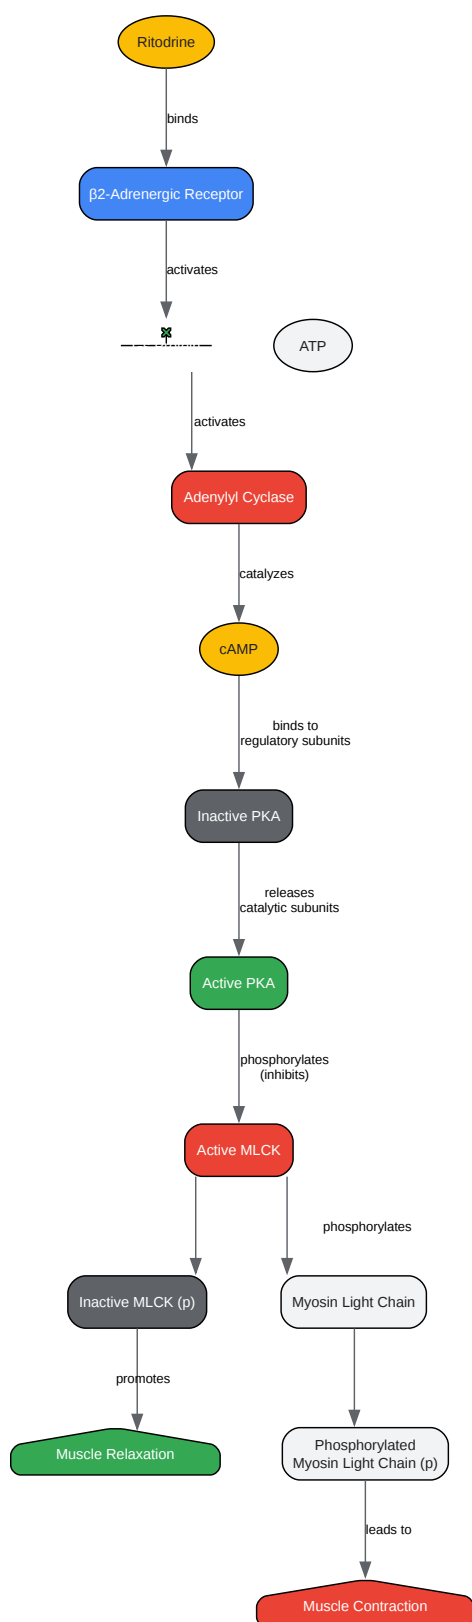 Ritodrine
binds
β2-Adrenergic Receptor
activates
ATP
activates
Adenylyl Cyclase
catalyzes
cAMP
binds to
regulatory subunits
Inactive PKA
releases
catalytic subunits
Active PKA
phosphorylates
(inhibits)
Active MLCK
phosphorylates
Inactive MLCK (p)
Myosin Light Chain
promotes
Muscle Relaxation
Phosphorylated
Myosin Light Chain (p)
leads to
Muscle Contraction